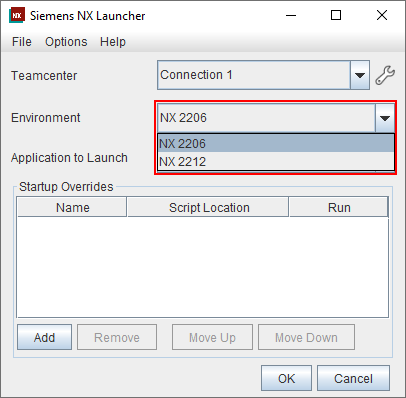 NX Siemens NX Launcher
File Options Help
Teamcenter Connection 1
Environment NX 2206
NX 2206
NX 2212
Application to Launch
Startup Overrides
Name Script Location Run
Add Remove Move Up Move Down
OK Cancel